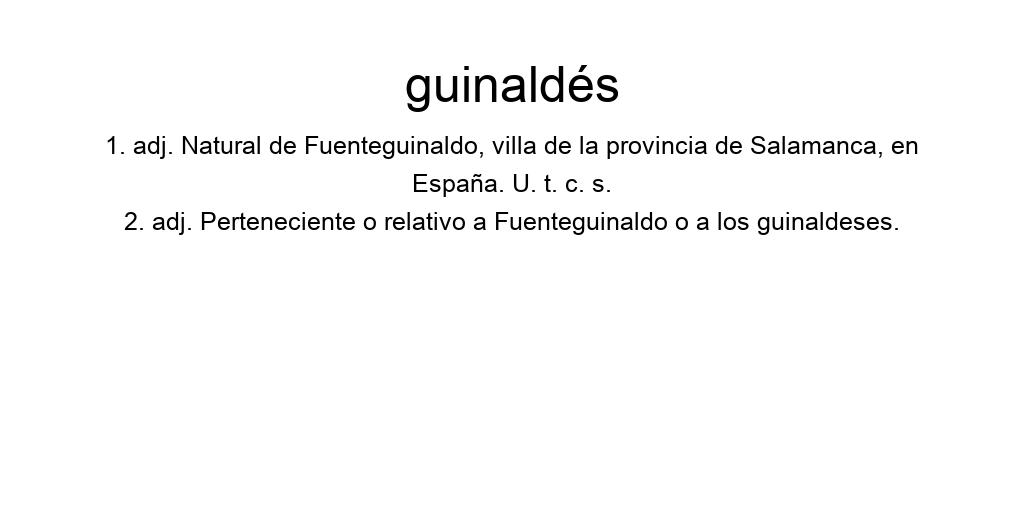 guinaldés
1. adj. Natural de Fuenteguinaldo, villa de la provincia de Salamanca, en
España. U. t. c. s.
2. adj. Perteneciente o relativo a Fuenteguinaldo o a los guinaldeses.